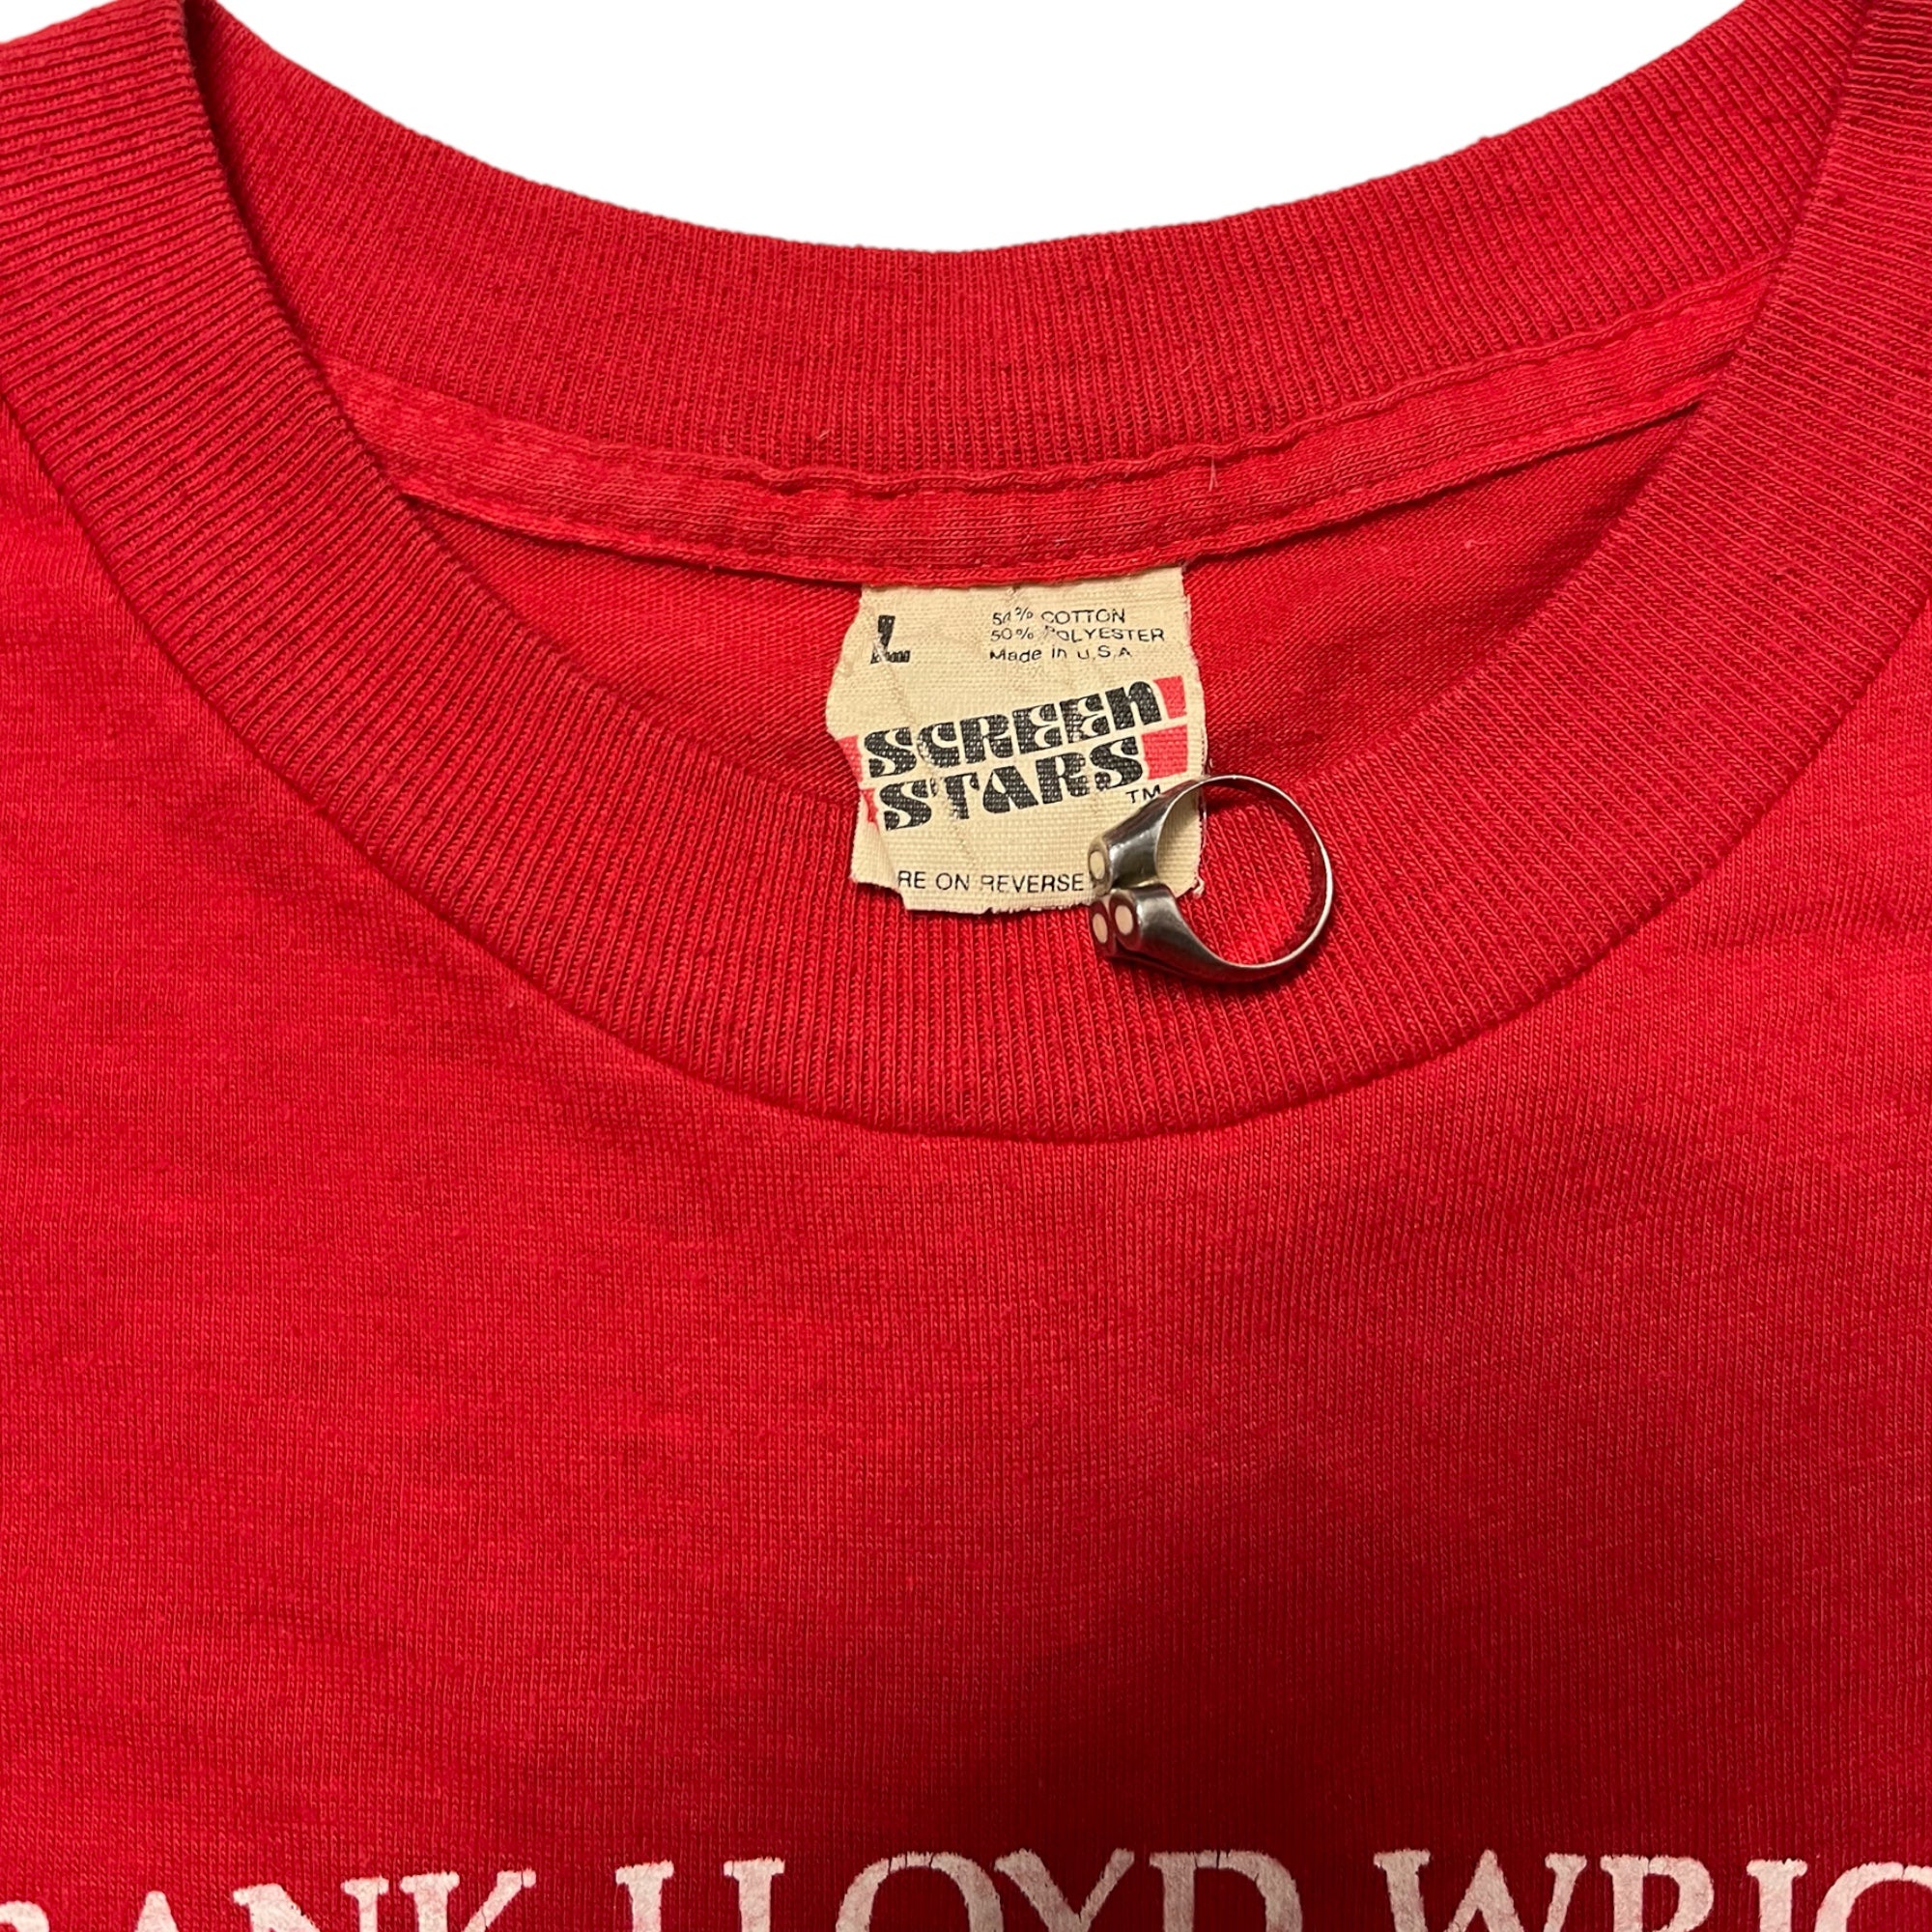 L
50% COTTON
50% POLYESTER
Made in U.S.A
SCREEN
STARS
TM
RE ON REVERSE
RANK LLOYD WRIG